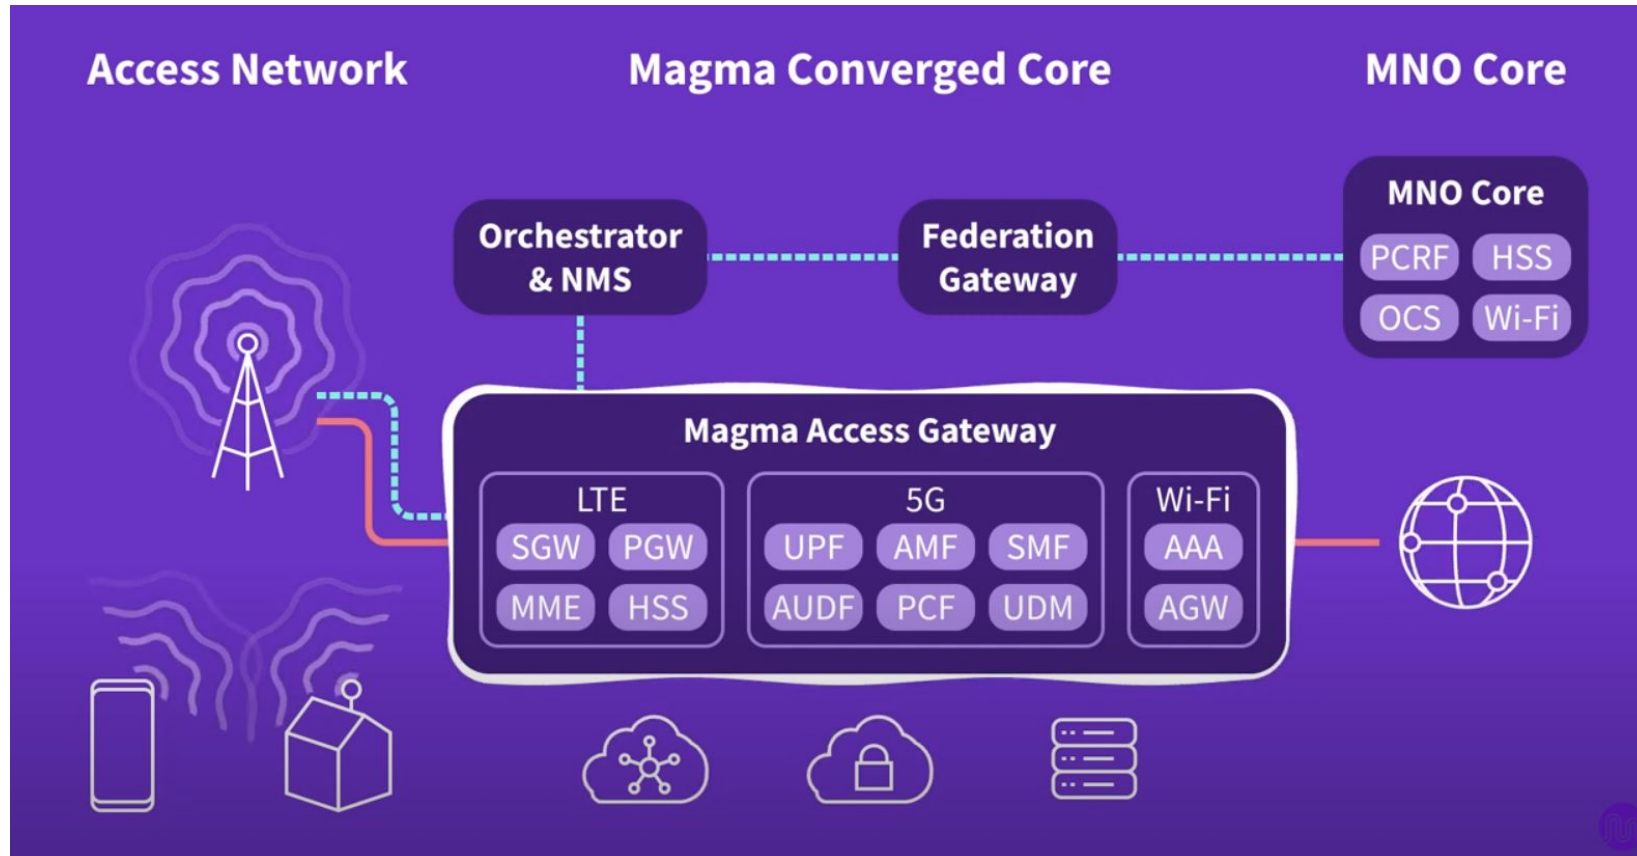 Access Network
Magma Converged Core
MNO Core
Orchestrator
& NMS
Federation
Gateway
MNO Core
PCRF HSS
OCS Wi-Fi
Magma Access Gateway
LTE
SGW PGW
MME HSS
5G
UPF AMF SMF
AUDF PCF UDM
Wi-Fi
AAA
AGW